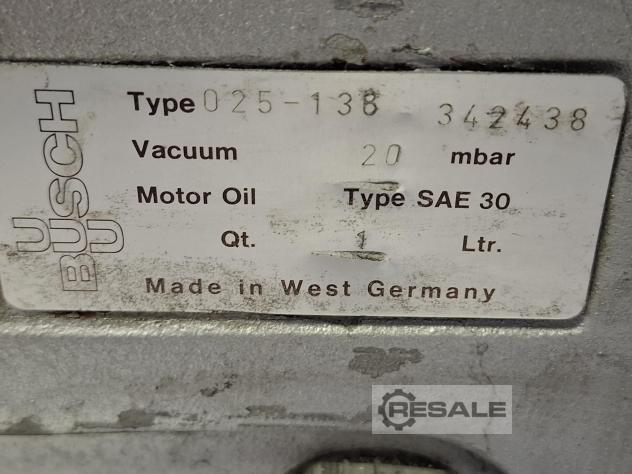 BUSCH
Type 025-138 342438
Vacuum 20 mbar
Motor Oil Type SAE 30
Qt. 1 Ltr.
Made in West Germany
RESALE